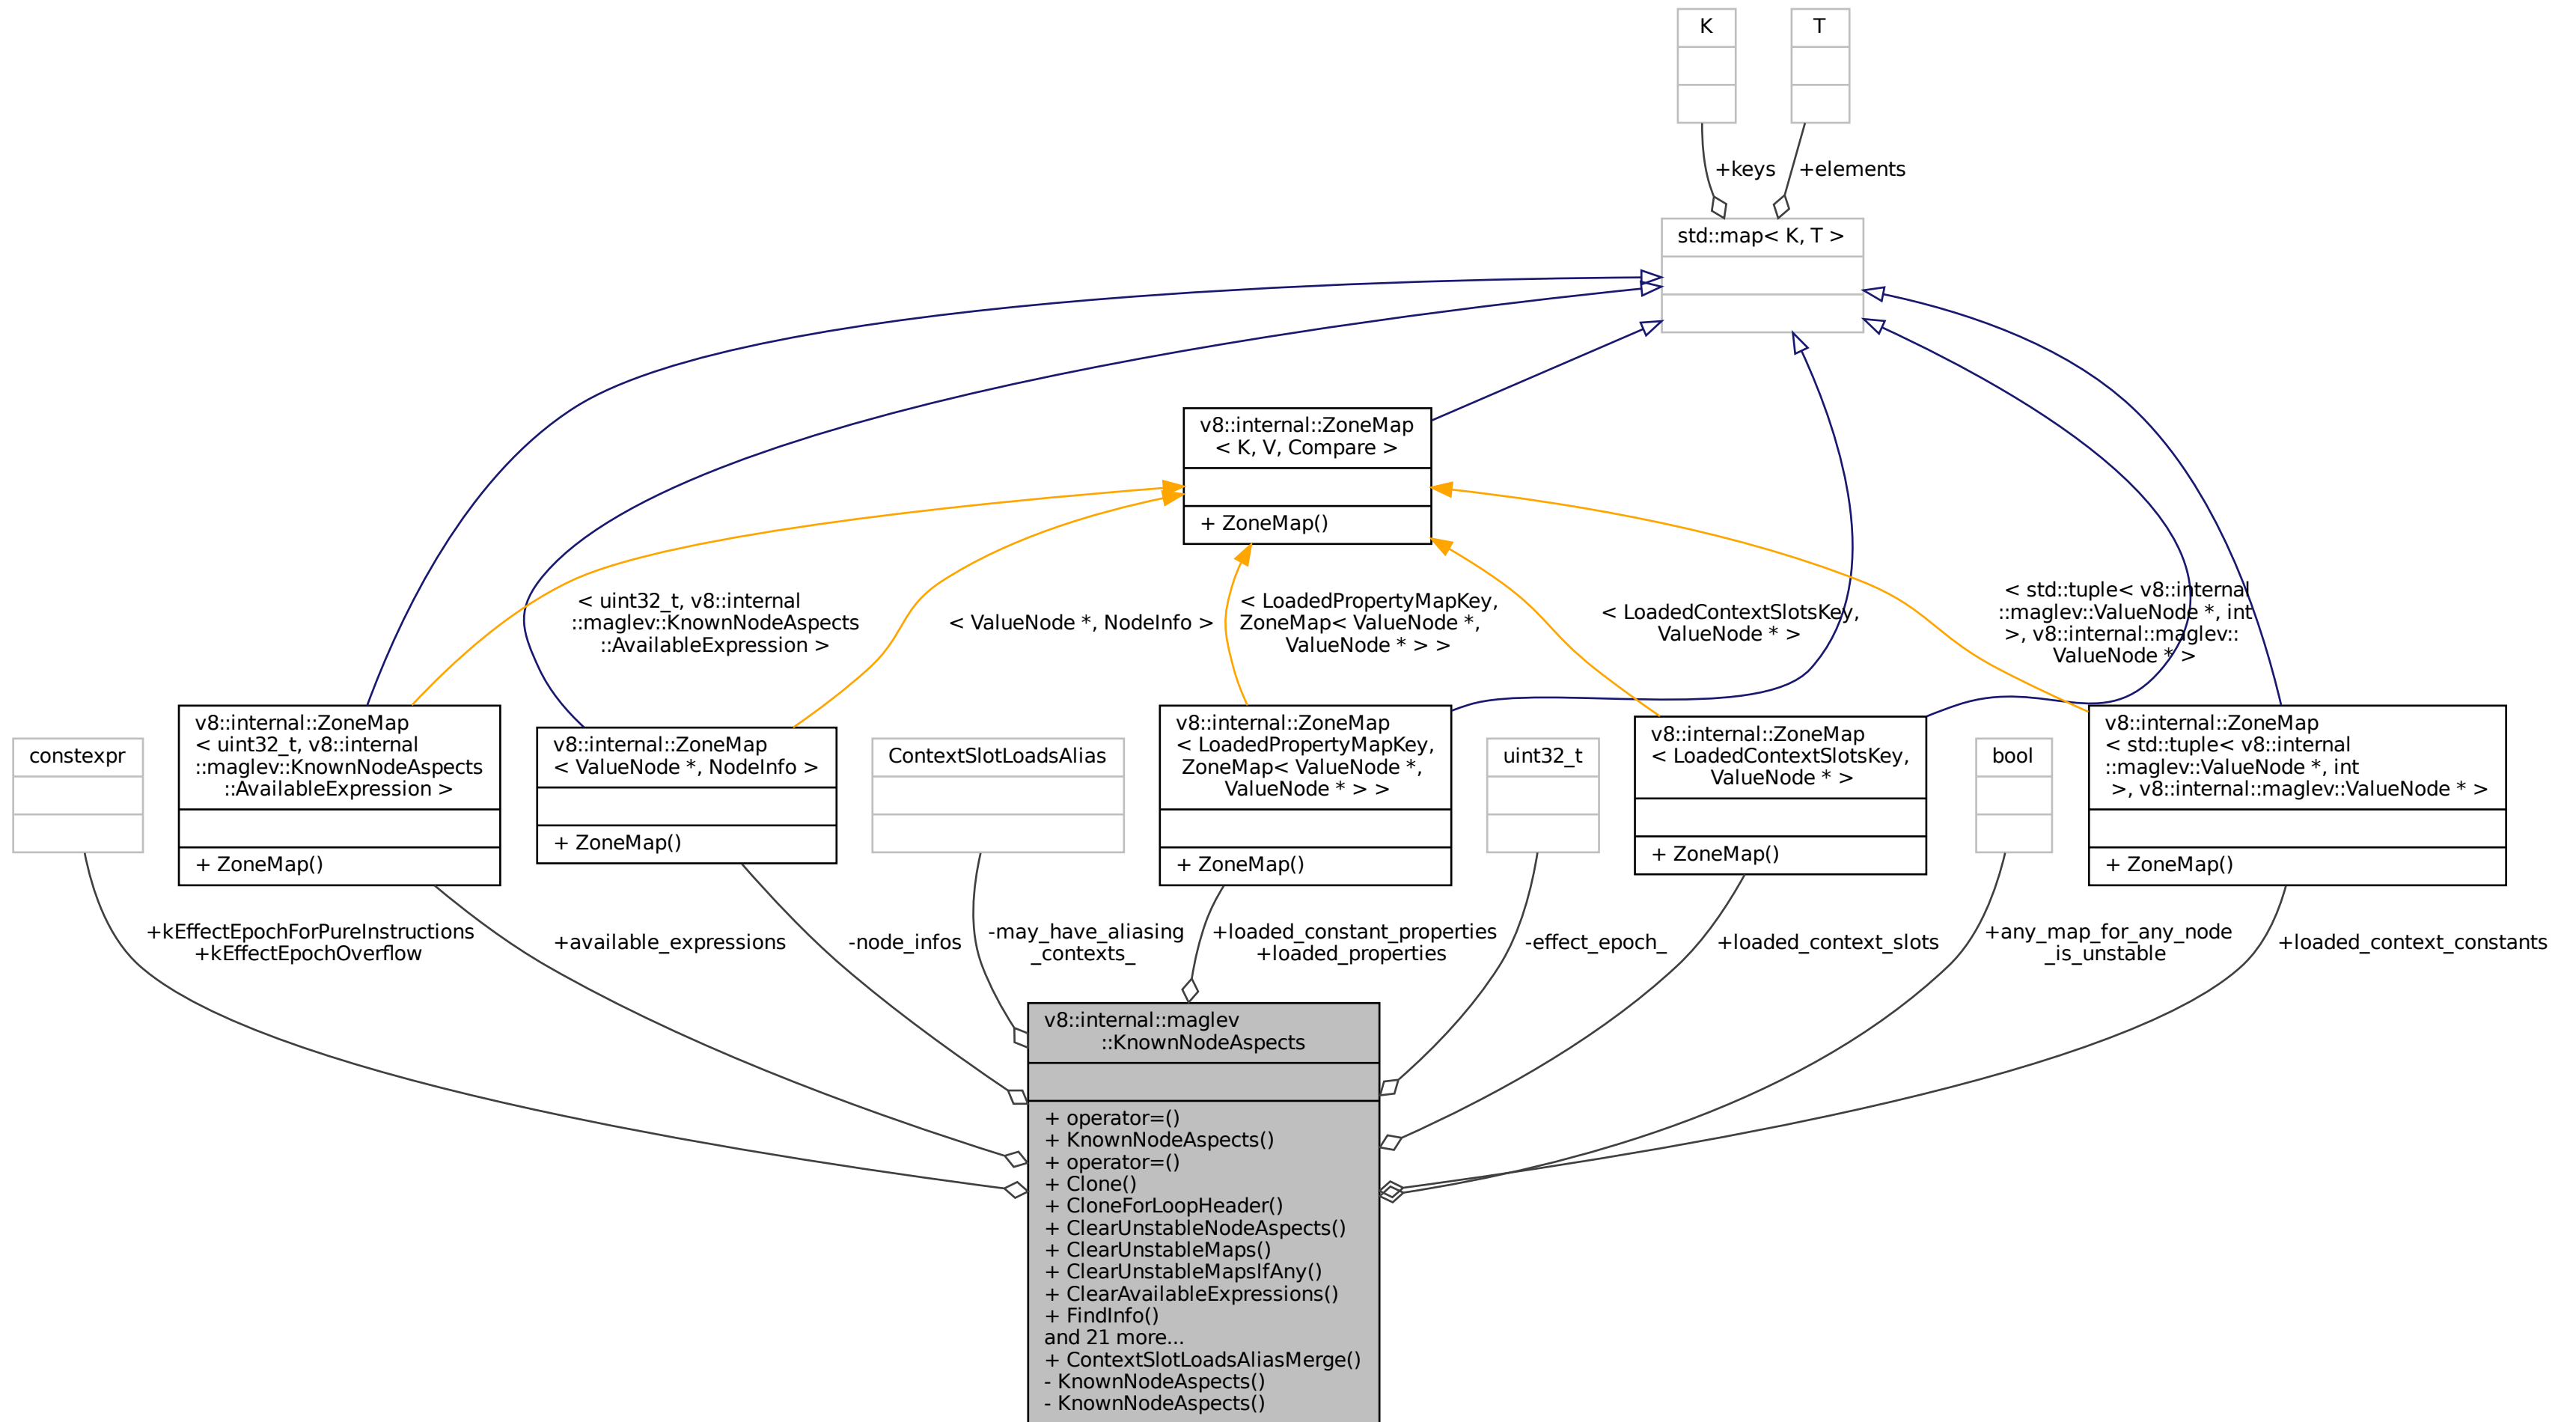 K
T
+keys
+elements
std::map< K, T >
v8::internal::ZoneMap
< K, V, Compare >
+ ZoneMap()
< uint32_t, v8::internal
::maglev::KnownNodeAspects
::AvailableExpression >
< ValueNode *, NodeInfo >
< LoadedPropertyMapKey,
ZoneMap< ValueNode *,
ValueNode * > >
< LoadedContextSlotsKey,
ValueNode * >
< std::tuple< v8::internal
::maglev::ValueNode *, int
>, v8::internal::maglev::
ValueNode * >
constexpr
v8::internal::ZoneMap
< uint32_t, v8::internal
::maglev::KnownNodeAspects
::AvailableExpression >
+ ZoneMap()
v8::internal::ZoneMap
< ValueNode *, NodeInfo >
+ ZoneMap()
ContextSlotLoadsAlias
v8::internal::ZoneMap
< LoadedPropertyMapKey,
ZoneMap< ValueNode *,
ValueNode * > >
+ ZoneMap()
uint32_t
v8::internal::ZoneMap
< LoadedContextSlotsKey,
ValueNode * >
+ ZoneMap()
bool
v8::internal::ZoneMap
< std::tuple< v8::internal
::maglev::ValueNode *, int
>, v8::internal::maglev::ValueNode * >
+ ZoneMap()
+kEffectEpochForPureInstructions
+kEffectEpochOverflow
+available_expressions
-node_infos
-may_have_aliasing
_contexts_
+loaded_constant_properties
+loaded_properties
-effect_epoch_
+loaded_context_slots
+any_map_for_any_node
_is_unstable
+loaded_context_constants
v8::internal::maglev
::KnownNodeAspects
+ operator=()
+ KnownNodeAspects()
+ operator=()
+ Clone()
+ CloneForLoopHeader()
+ ClearUnstableNodeAspects()
+ ClearUnstableMaps()
+ ClearUnstableMapsIfAny()
+ ClearAvailableExpressions()
+ FindInfo()
and 21 more...
+ ContextSlotLoadsAliasMerge()
- KnownNodeAspects()
- KnownNodeAspects()